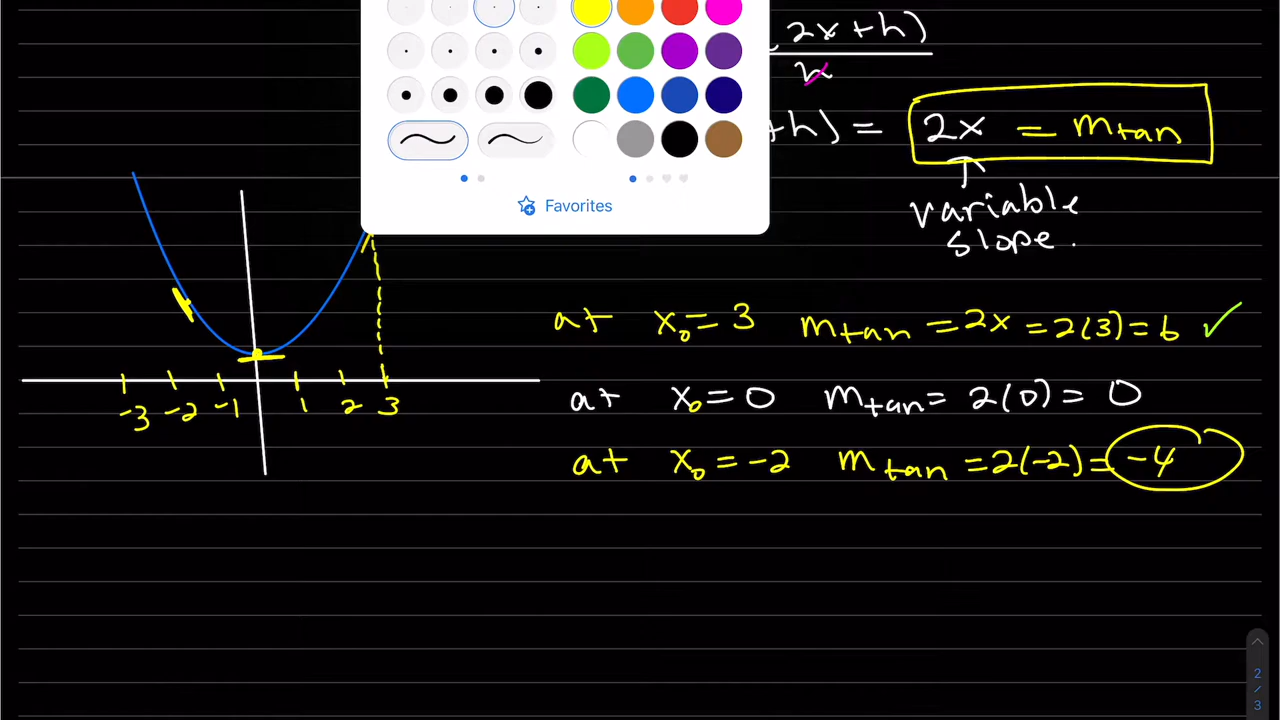 (2x+h)
h
+h) = 2x = mtan
variable
slope.
Favorites
at x₀ = 3 mtan = 2x = 2(3) = 6 ✓
at x₀ = 0 mtan = 2(0) = 0
at x₀ = -2 mtan = 2(-2) = -4
-3 -2 -1 1 2 3
2
/
3